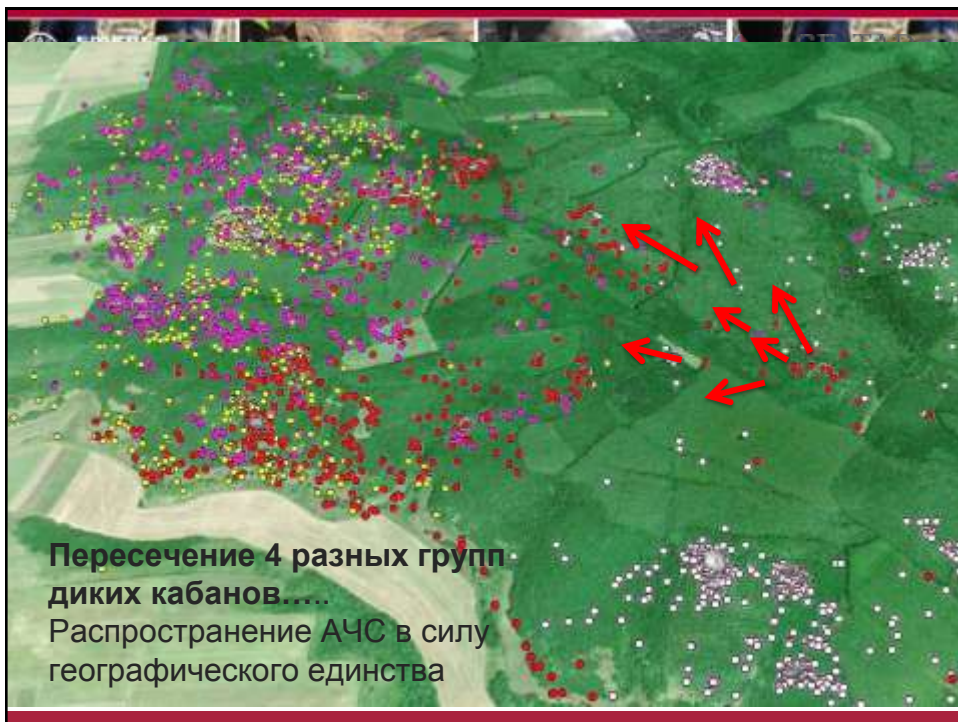 Пересечение 4 разных групп
диких кабанов…..
Распространение АЧС в силу
географического единства